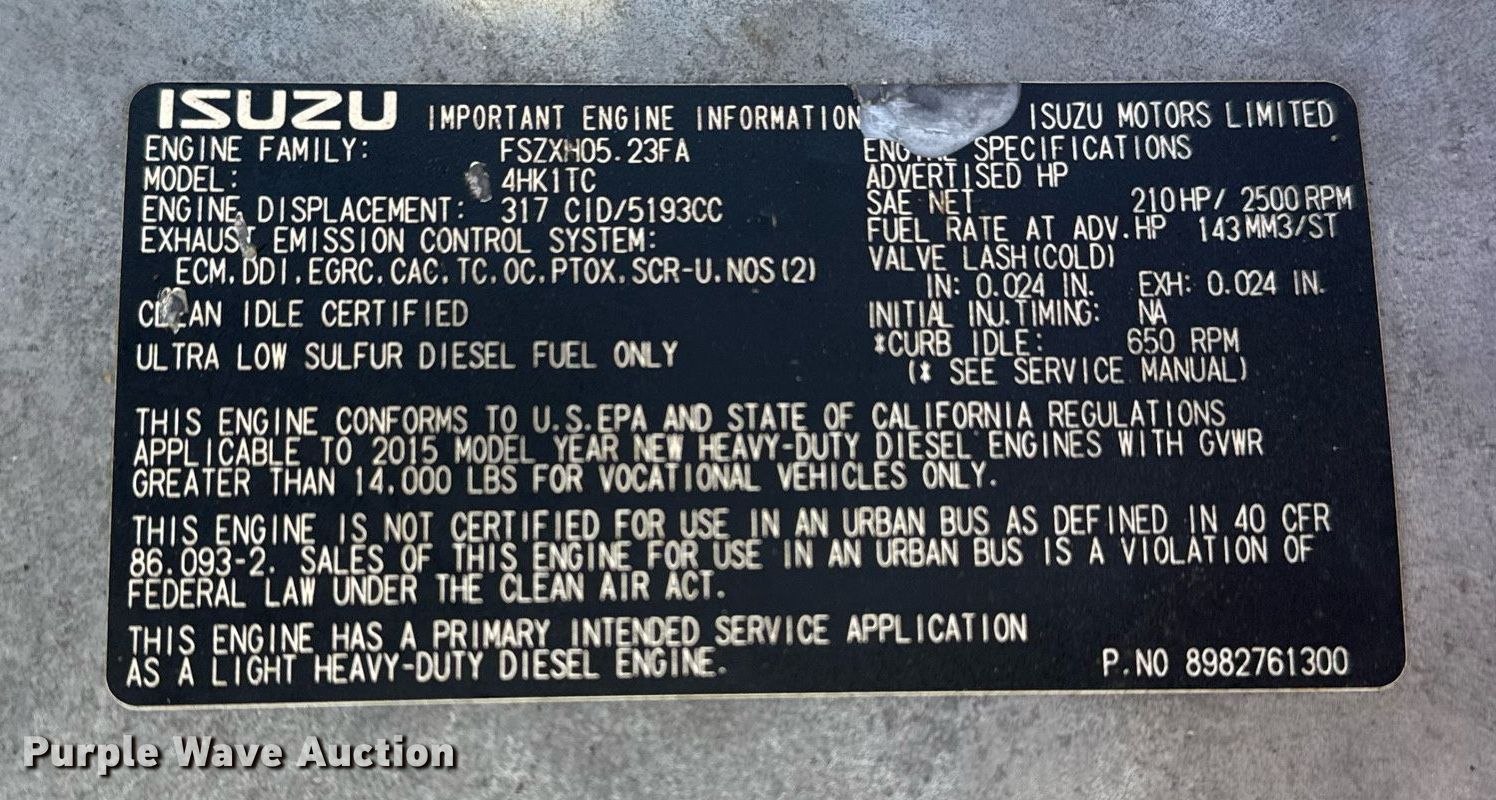 ISUZU IMPORTANT ENGINE INFORMATION ISUZU MOTORS LIMITED
ENGINE FAMILY: FSZXH05.23FA
MODEL: 4HK1TC
ENGINE DISPLACEMENT: 317 CID/5193CC
EXHAUST EMISSION CONTROL SYSTEM:
ECM.DDI.EGRC.CAC.TC.OC.PTOX.SCR-U.NOS(2)
CLEAN IDLE CERTIFIED
ULTRA LOW SULFUR DIESEL FUEL ONLY
ENGINE SPECIFICATIONS
ADVERTISED HP
SAE NET 210HP/ 2500RPM
FUEL RATE AT ADV.HP 143MM3/ST
VALVE LASH(COLD)
IN: 0.024 IN. EXH: 0.024 IN.
INITIAL INJ.TIMING: NA
*CURB IDLE: 650 RPM
(* SEE SERVICE MANUAL)
THIS ENGINE CONFORMS TO U.S.EPA AND STATE OF CALIFORNIA REGULATIONS
APPLICABLE TO 2015 MODEL YEAR NEW HEAVY-DUTY DIESEL ENGINES WITH GVWR
GREATER THAN 14.000 LBS FOR VOCATIONAL VEHICLES ONLY.
THIS ENGINE IS NOT CERTIFIED FOR USE IN AN URBAN BUS AS DEFINED IN 40 CFR
86.093-2. SALES OF THIS ENGINE FOR USE IN AN URBAN BUS IS A VIOLATION OF
FEDERAL LAW UNDER THE CLEAN AIR ACT.
THIS ENGINE HAS A PRIMARY INTENDED SERVICE APPLICATION
AS A LIGHT HEAVY-DUTY DIESEL ENGINE.
P.NO 8982761300
Purple Wave Auction